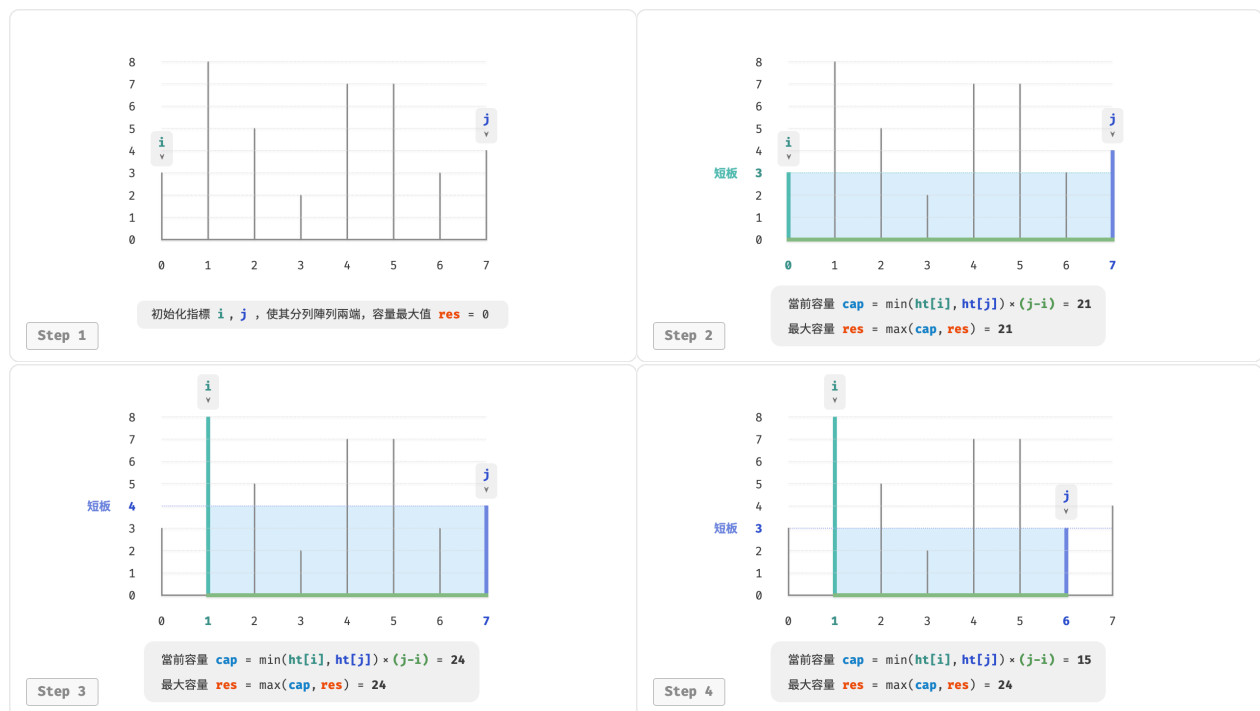 8
7
6
5
4
3
2
1
0
i
j
0 1 2 3 4 5 6 7
初始化指標 i , j ，使其分列陣列兩端，容量最大值 res = 0
Step 1
8
7
6
5
4
短板 3
2
1
0
i
j
0 1 2 3 4 5 6 7
當前容量 cap = min(ht[i], ht[j]) × (j-i) = 21
最大容量 res = max(cap, res) = 21
Step 2
i
8
7
6
5
短板 4
3
2
1
0
j
0 1 2 3 4 5 6 7
當前容量 cap = min(ht[i], ht[j]) × (j-i) = 24
最大容量 res = max(cap, res) = 24
Step 3
i
8
7
6
5
4
短板 3
2
1
0
j
0 1 2 3 4 5 6 7
當前容量 cap = min(ht[i], ht[j]) × (j-i) = 15
最大容量 res = max(cap, res) = 24
Step 4